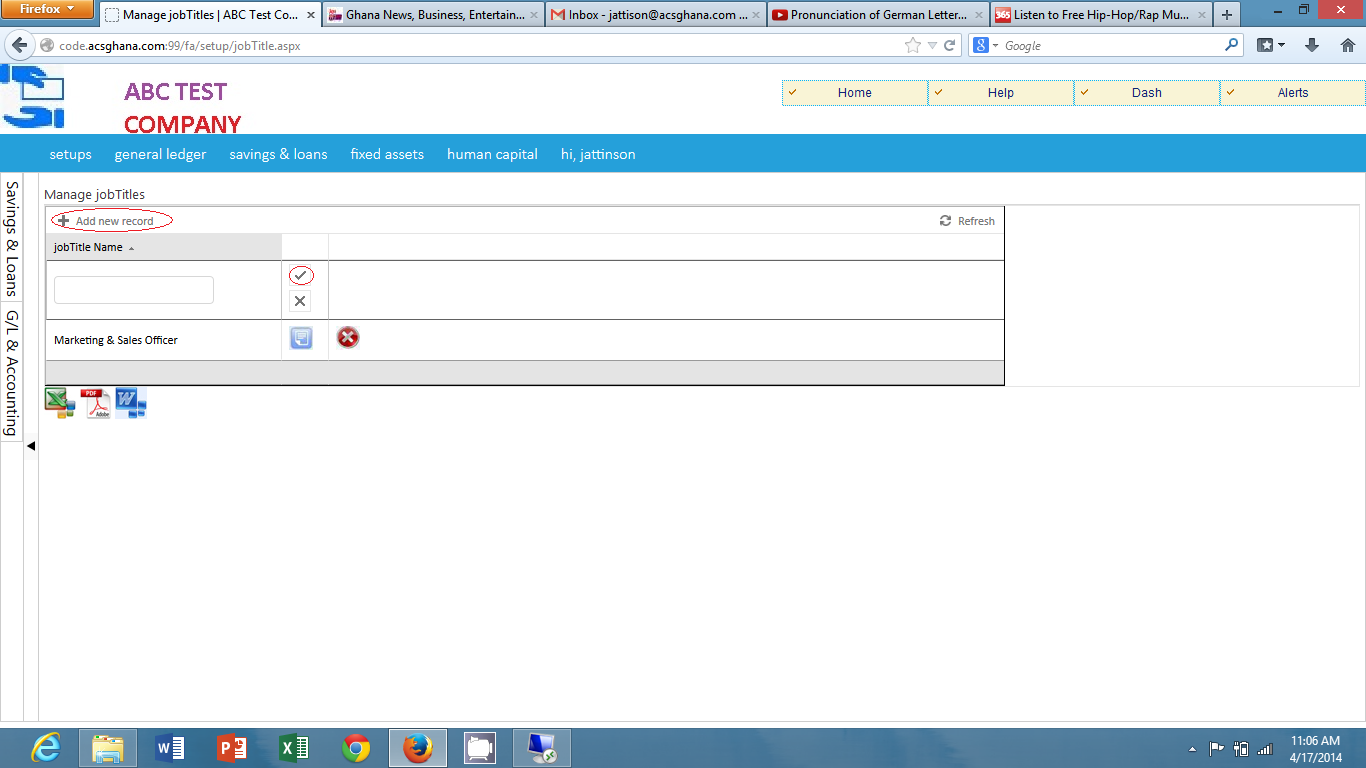 Firefox
Manage jobTitles | ABC Test Co...
Ghana News, Business, Entertain...
Inbox - jattison@acsghana.com ...
Pronunciation of German Letter...
365 Listen to Free Hip-Hop/Rap Mu...
code.acsghana.com:99/fa/setup/jobTitle.aspx
Google
ABC TEST
COMPANY
Home
Help
Dash
Alerts
setups
general ledger
savings & loans
fixed assets
human capital
hi, jattinson
Savings & Loans
G/L & Accounting
Manage jobTitles
Add new record
Refresh
jobTitle Name
Marketing & Sales Officer
PDF
Adobe
11:06 AM
4/17/2014